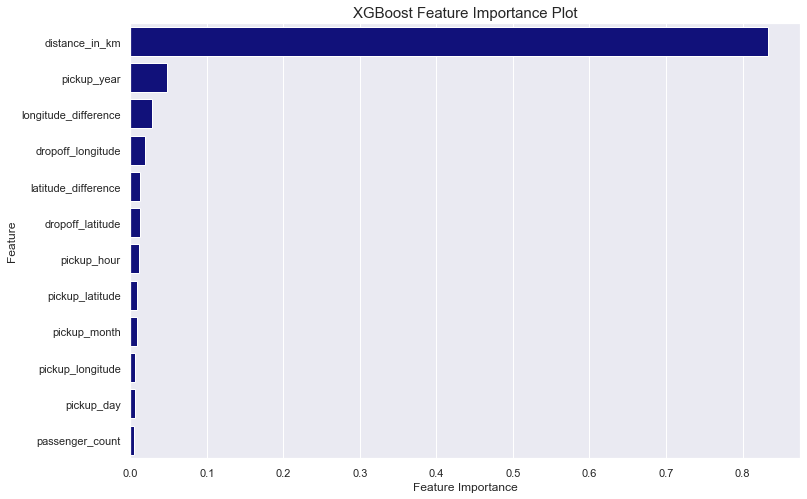 XGBoost Feature Importance Plot
Feature
distance_in_km
pickup_year
longitude_difference
dropoff_longitude
latitude_difference
dropoff_latitude
pickup_hour
pickup_latitude
pickup_month
pickup_longitude
pickup_day
passenger_count
0.0 0.1 0.2 0.3 0.4 0.5 0.6 0.7 0.8
Feature Importance